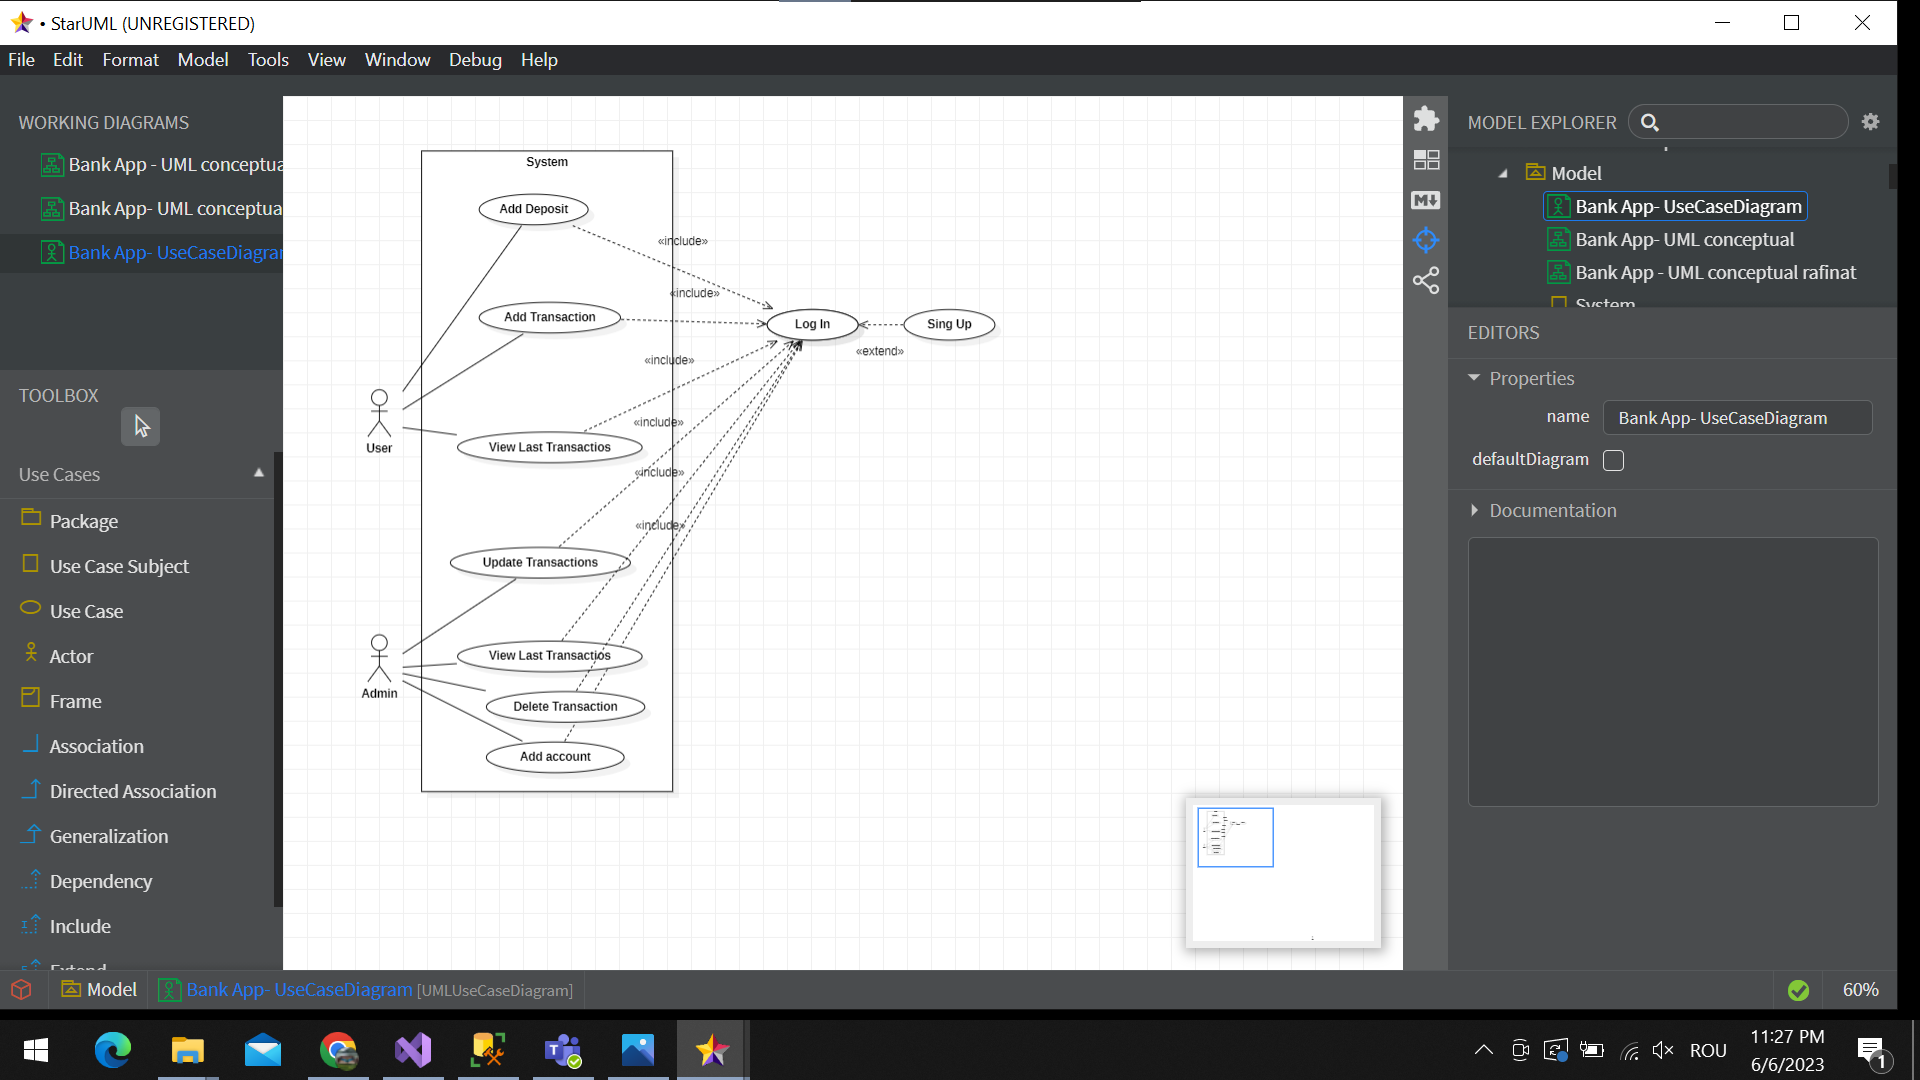 • StarUML (UNREGISTERED)
File Edit Format Model Tools View Window Debug Help
WORKING DIAGRAMS
Bank App - UML conceptua
Bank App- UML conceptua
Bank App- UseCaseDiagra
TOOLBOX
Use Cases
Package
Use Case Subject
Use Case
Actor
Frame
Association
Directed Association
Generalization
Dependency
Include
Extend
System
Add Deposit
«include»
«include»
Add Transaction
Log In
Sing Up
«extend»
«include»
User
View Last Transactios
«include»
«include»
«include»
Update Transactions
View Last Transactios
Admin
Delete Transaction
Add account
MODEL EXPLORER
Model
Bank App- UseCaseDiagram
Bank App- UML conceptual
Bank App - UML conceptual rafinat
System
EDITORS
Properties
name Bank App- UseCaseDiagram
defaultDiagram
Documentation
Model Bank App- UseCaseDiagram [UMLUseCaseDiagram]
60%
ROU
11:27 PM
6/6/2023
1